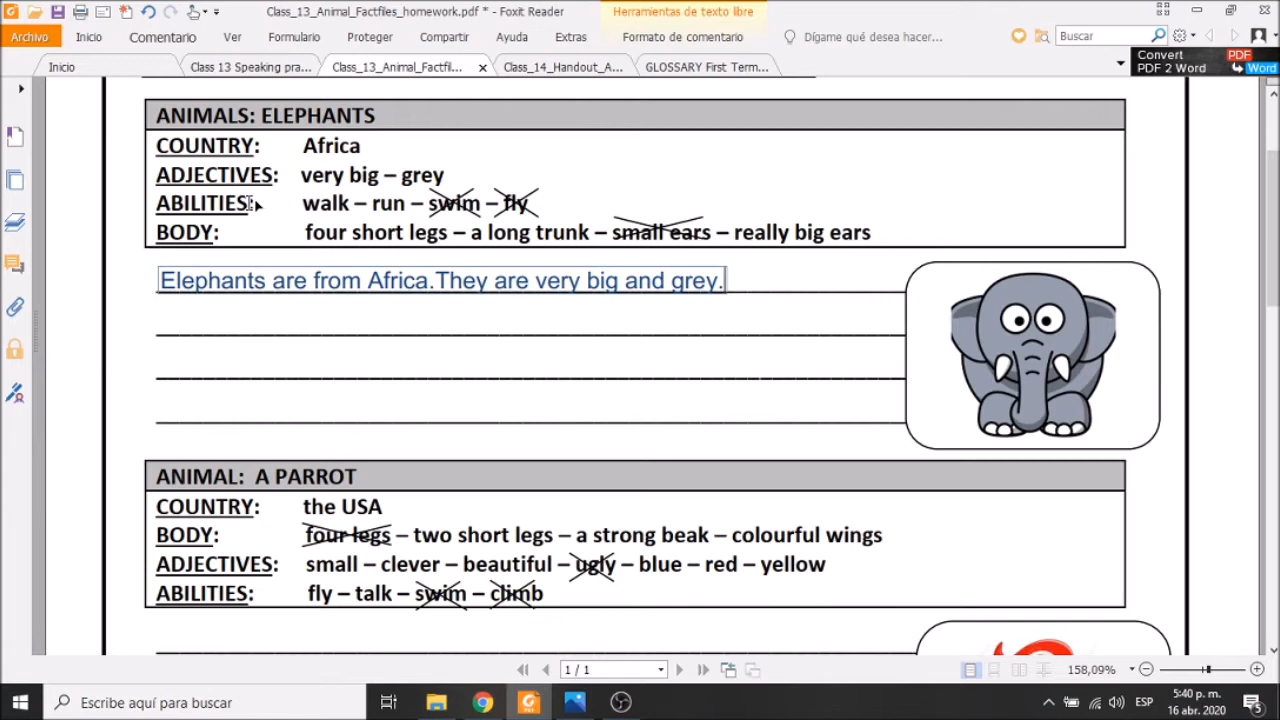 Class_13_Animal_Factfiles_homework.pdf * - Foxit Reader
Herramientas de texto libre
Archivo Inicio Comentario Ver Formulario Proteger Compartir Ayuda Extras Formato de comentario Dígame qué desea hacer... Buscar
Inicio Class 13 Speaking pra... Class_13_Animal_Factfil... Class_14_Handout_A... GLOSSARY First Term...
Convert PDF
PDF 2 Word Word
ANIMALS: ELEPHANTS
COUNTRY: Africa
ADJECTIVES: very big – grey
ABILITIES: walk – run – swim – fly
BODY: four short legs – a long trunk – small ears – really big ears
Elephants are from Africa.They are very big and grey.
ANIMAL: A PARROT
COUNTRY: the USA
BODY: four legs – two short legs – a strong beak – colourful wings
ADJECTIVES: small – clever – beautiful – ugly – blue – red – yellow
ABILITIES: fly – talk – swim – climb
1 / 1
158,09%
Escribe aquí para buscar
ESP
5:40 p. m.
16 abr. 2020
5